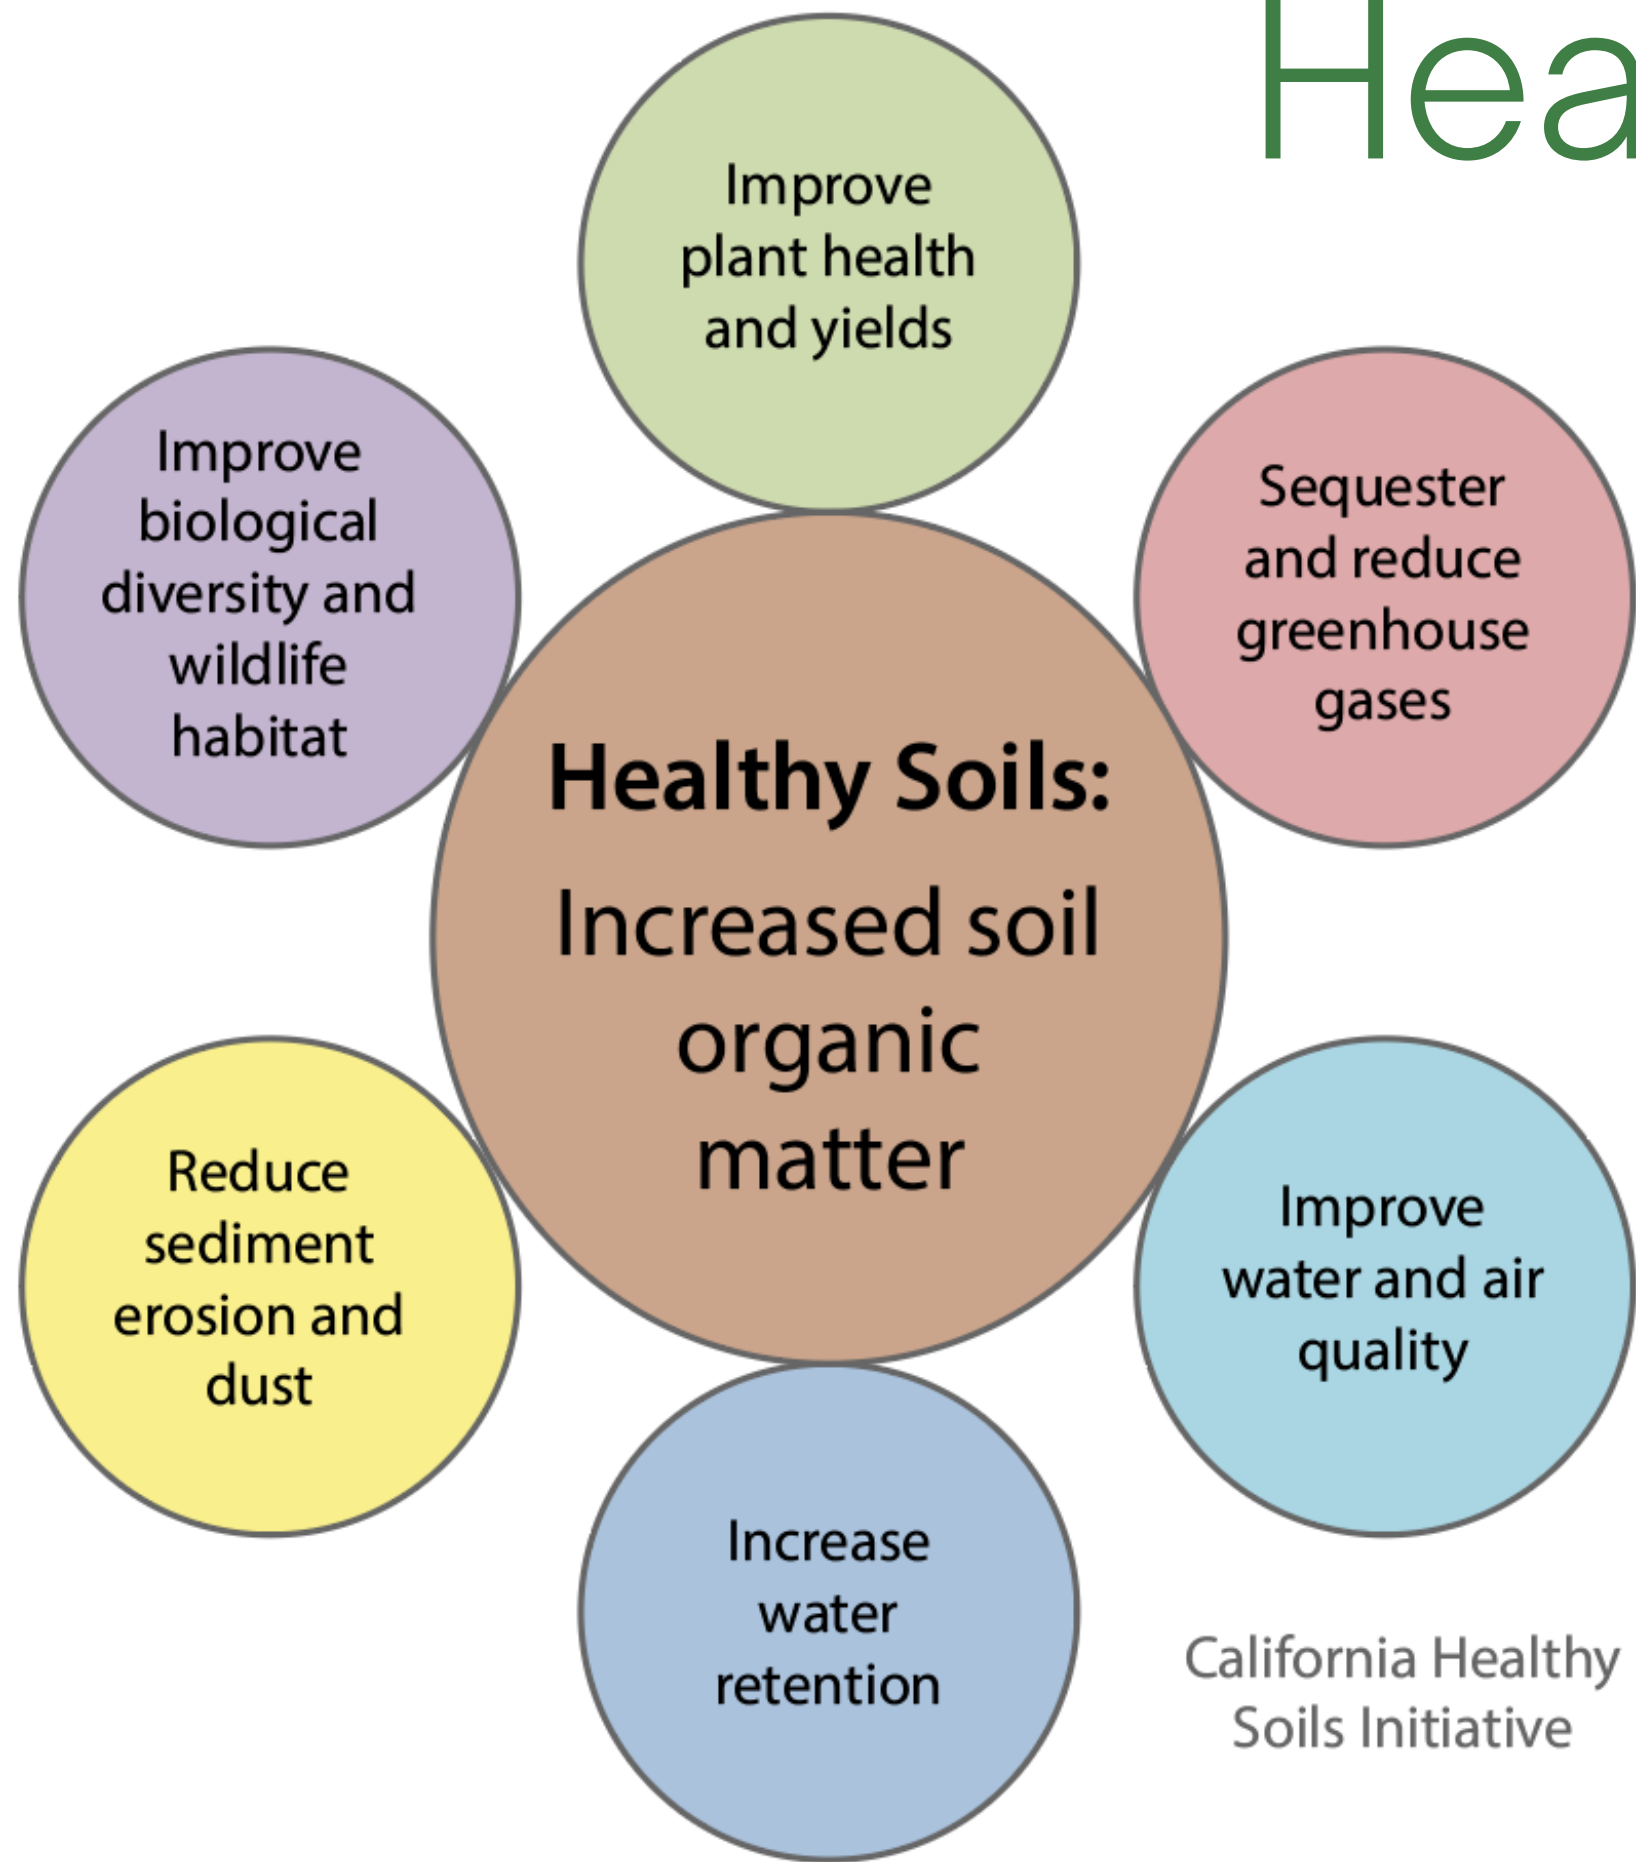 Hea
Improve
plant health
and yields
Improve
biological
diversity and
wildlife
habitat
Sequester
and reduce
greenhouse
gases
Healthy Soils:
Increased soil
organic
matter
Reduce
sediment
erosion and
dust
Improve
water and air
quality
Increase
water
retention
California Healthy
Soils Initiative